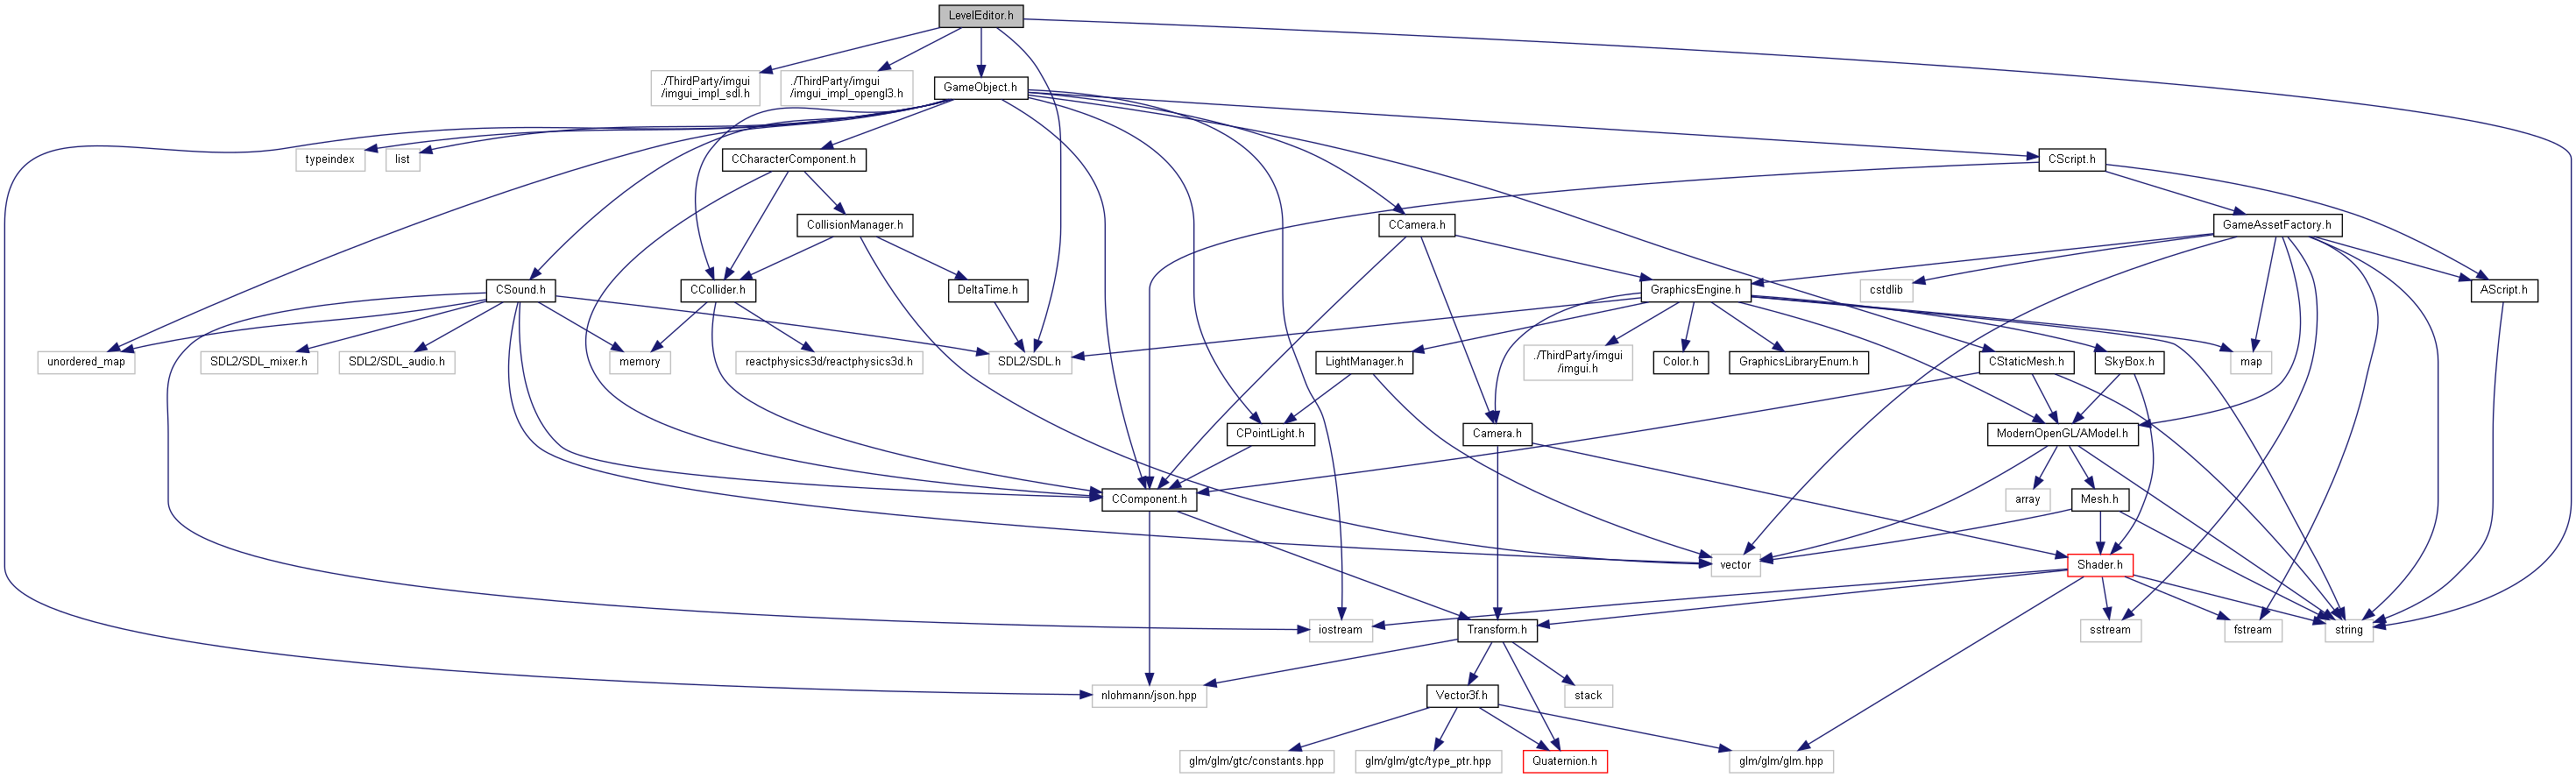 LevelEditor.h
./ThirdParty/imgui
/imgui_impl_sdl.h
./ThirdParty/imgui
/imgui_impl_opengl3.h
GameObject.h
typeindex
list
CCharacterComponent.h
CScript.h
CollisionManager.h
CCamera.h
GameAssetFactory.h
CSound.h
CCollider.h
DeltaTime.h
GraphicsEngine.h
cstdlib
AScript.h
unordered_map
SDL2/SDL_mixer.h
SDL2/SDL_audio.h
memory
reactphysics3d/reactphysics3d.h
SDL2/SDL.h
LightManager.h
./ThirdParty/imgui
/imgui.h
Color.h
GraphicsLibraryEnum.h
CStaticMesh.h
SkyBox.h
map
CPointLight.h
Camera.h
ModernOpenGL/AModel.h
CComponent.h
array
Mesh.h
vector
Shader.h
iostream
Transform.h
sstream
fstream
string
nlohmann/json.hpp
Vector3f.h
stack
glm/glm/gtc/constants.hpp
glm/glm/gtc/type_ptr.hpp
Quaternion.h
glm/glm/glm.hpp